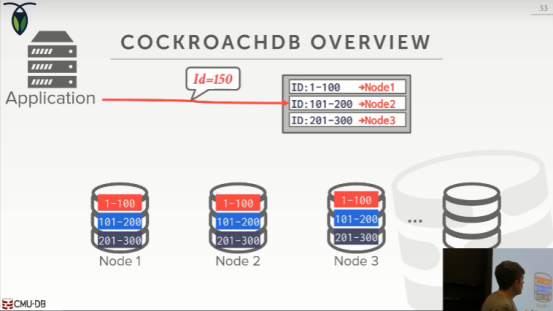 33
COCKROACHDB OVERVIEW
Application
Id=150
ID:1-100 →Node1
ID:101-200 →Node2
ID:201-300 →Node3
1-100 1-100 1-100
101-200 101-200 101-200
201-300 201-300 201-300
...
Node 1 Node 2 Node 3
CMU-DB